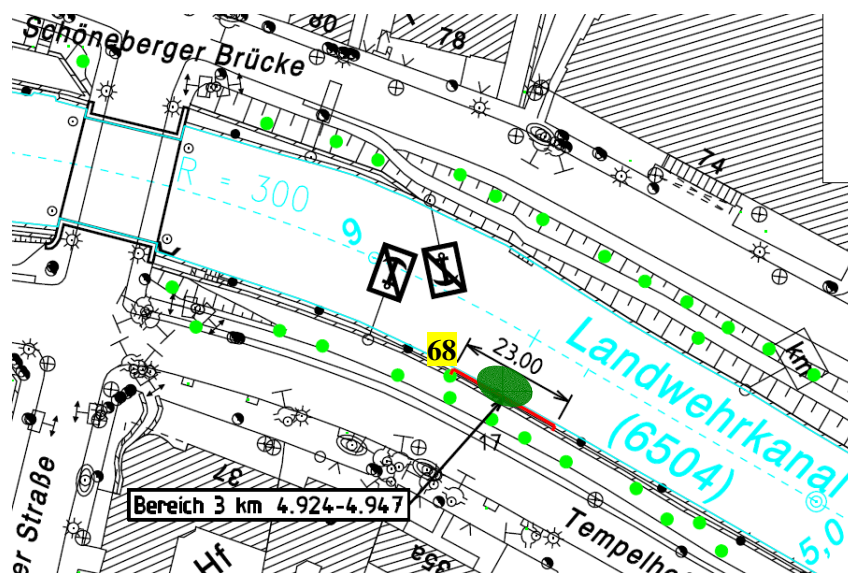 Schöneberger Brücke
80
78
74
R = 300
9
km
68
23.00
Landwehrkanal
(6504)
17
37
Bereich 3 km 4.924-4.947
er Straße
Hf
35a
Tempelho
5,0